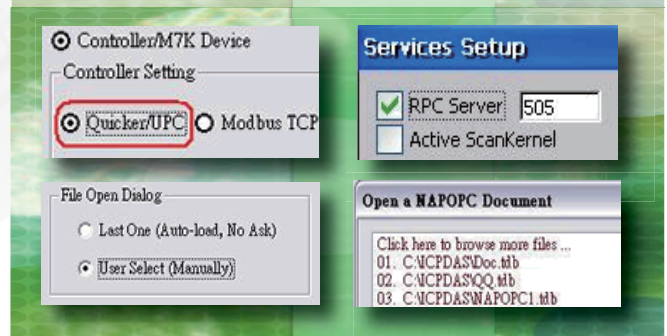 Controller/M7K Device
Controller Setting
Quicker/UPC Modbus TCP
Services Setup
RPC Server 505
Active ScanKernel
File Open Dialog
Last One (Auto-load, No Ask)
User Select (Manually)
Open a NAPOPC Document
Click here to browse more files ...
01. C:\ICPDAS\Doc.tdb
02. C:\ICPDAS\QQ.tdb
03. C:\ICPDAS\NAPOPC1.tdb